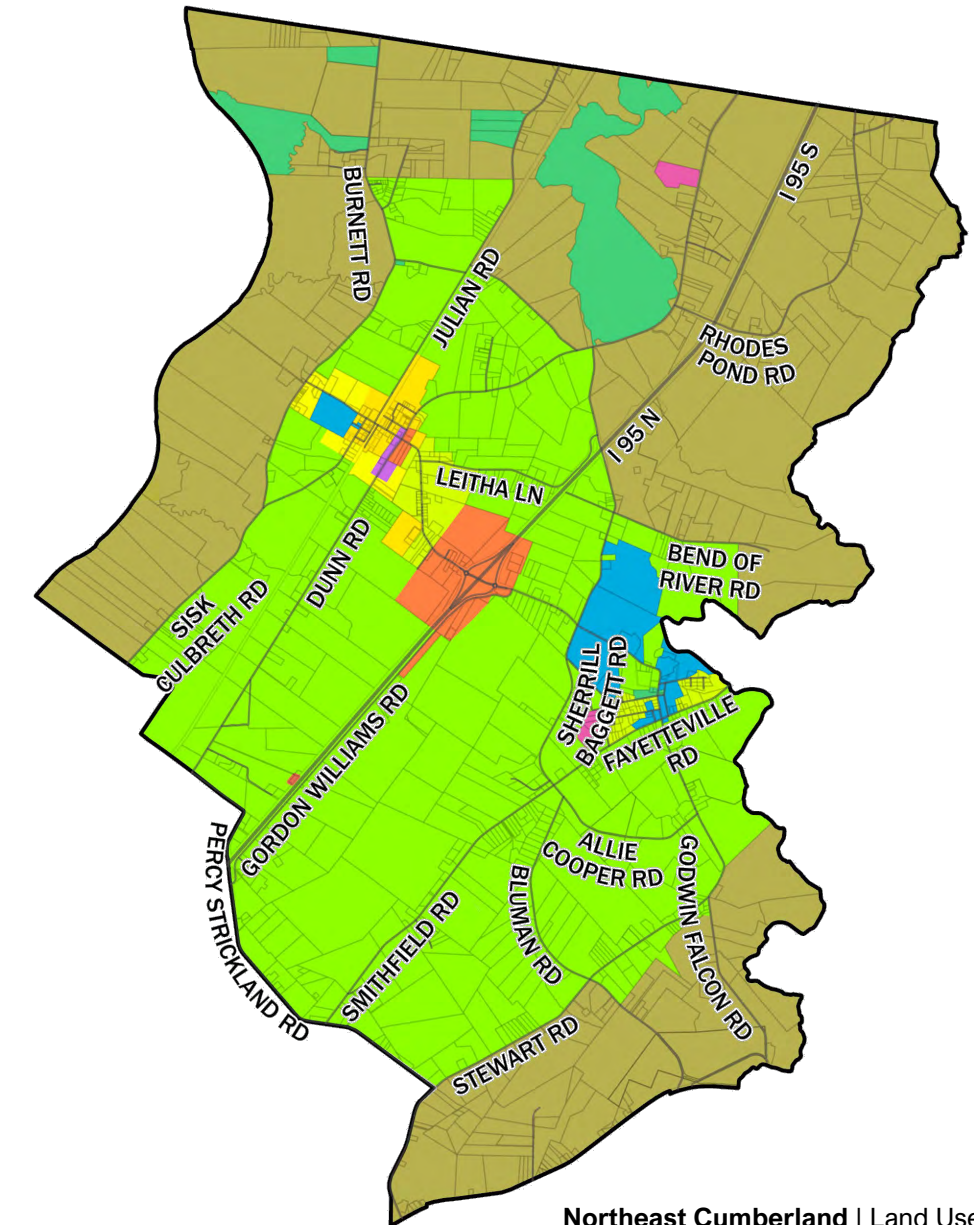 I 95 S
BURNETT RD
JULIAN RD
RHODES
POND RD
I 95 N
LEITHA LN
BEND OF
RIVER RD
DUNN RD
SISK
CULBRETH RD
SHERRILL
BAGGETT RD
FAYETTEVILLE
RD
GORDON WILLIAMS RD
ALLIE
COOPER RD
GODWIN FALCON RD
PERCY STRICKLAND RD
BLUMAN RD
SMITHFIELD RD
STEWART RD
Northeast Cumberland | Land Use